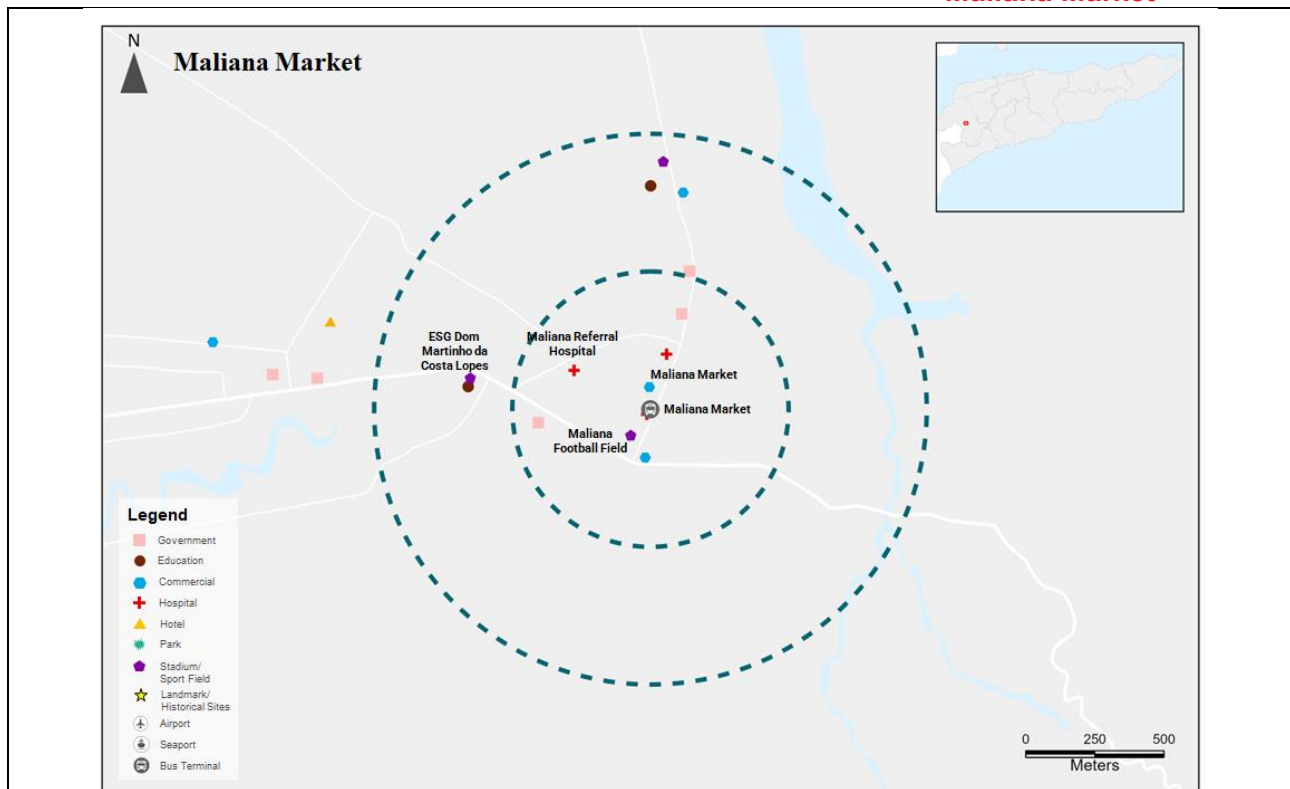 Maliana Market
N
Maliana Market
ESG Dom
Martinho da
Costa Lopes
Maliana Referral
Hospital
Maliana Market
Maliana Market
Maliana
Football Field
Legend
Government
Education
Commercial
Hospital
Hotel
Park
Stadium/
Sport Field
Landmark/
Historical Sites
Airport
Seaport
Bus Terminal
0 250 500
Meters